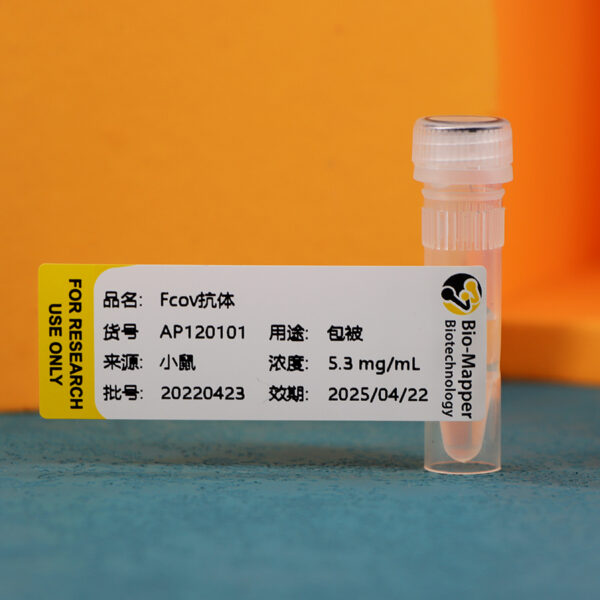 FOR RESEARCH
USE ONLY
品名: Fcov抗体
货号 AP120101 用途: 包被
来源: 小鼠 浓度: 5.3 mg/mL
批号: 20220423 效期: 2025/04/22
Bio-Mapper
Biotechnology